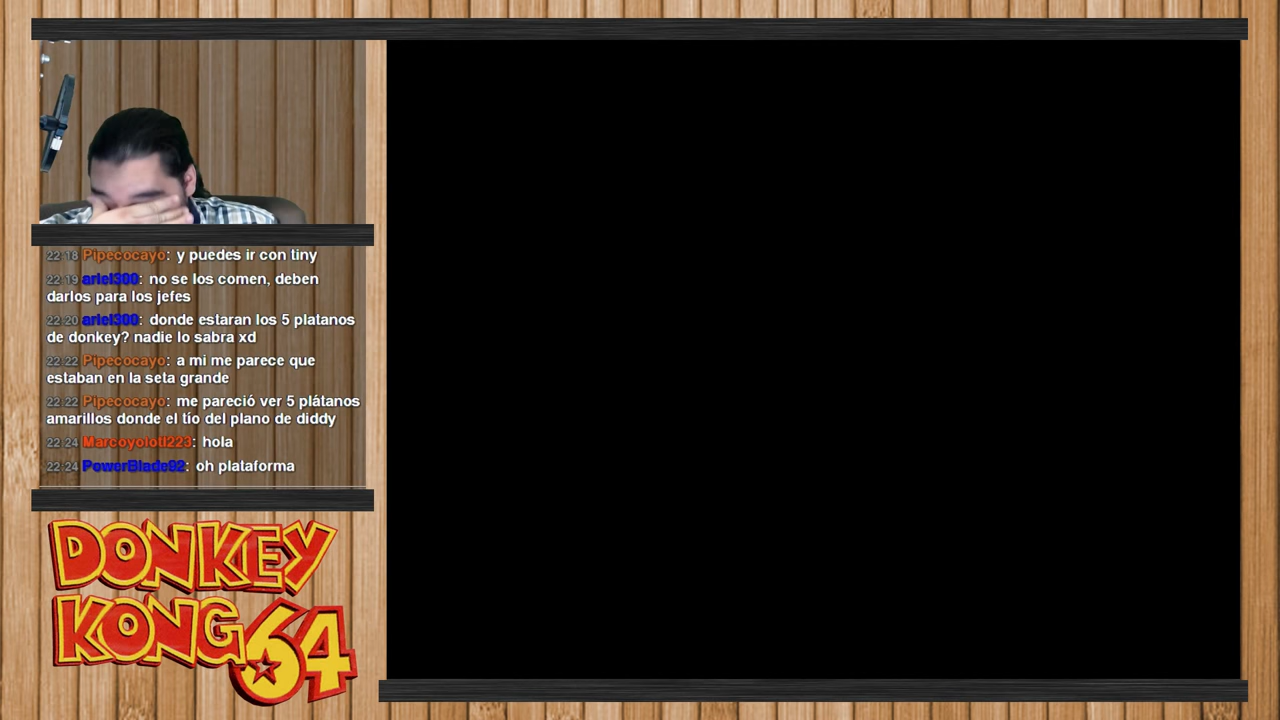 22:18 Pipecocayo: y puedes ir con tiny
22:19 ariel300: no se los comen, deben
darlos para los jefes
22:20 ariel300: donde estaran los 5 platanos
de donkey? nadie lo sabra xd
22:22 Pipecocayo: a mi me parece que
estaban en la seta grande
22:22 Pipecocayo: me pareció ver 5 plátanos
amarillos donde el tío del plano de diddy
22:24 Marcoyolotl223: hola
22:24 PowerBlade92: oh plataforma
DONKEY
KONG 64